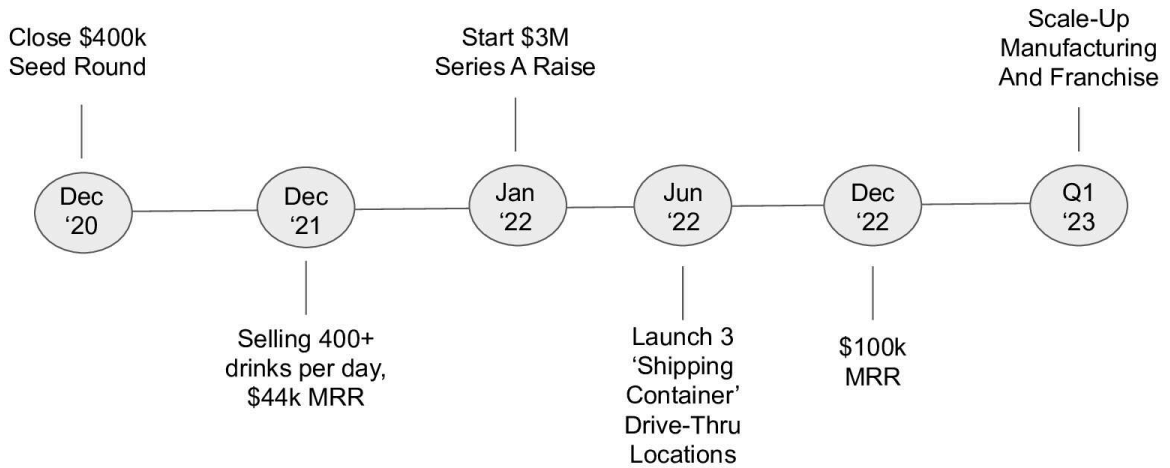 Close $400k
Seed Round
Start $3M
Series A Raise
Scale-Up
Manufacturing
And Franchise
Dec
‘20
Dec
‘21
Jan
‘22
Jun
‘22
Dec
‘22
Q1
‘23
Selling 400+
drinks per day,
$44k MRR
Launch 3
‘Shipping
Container’
Drive-Thru
Locations
$100k
MRR